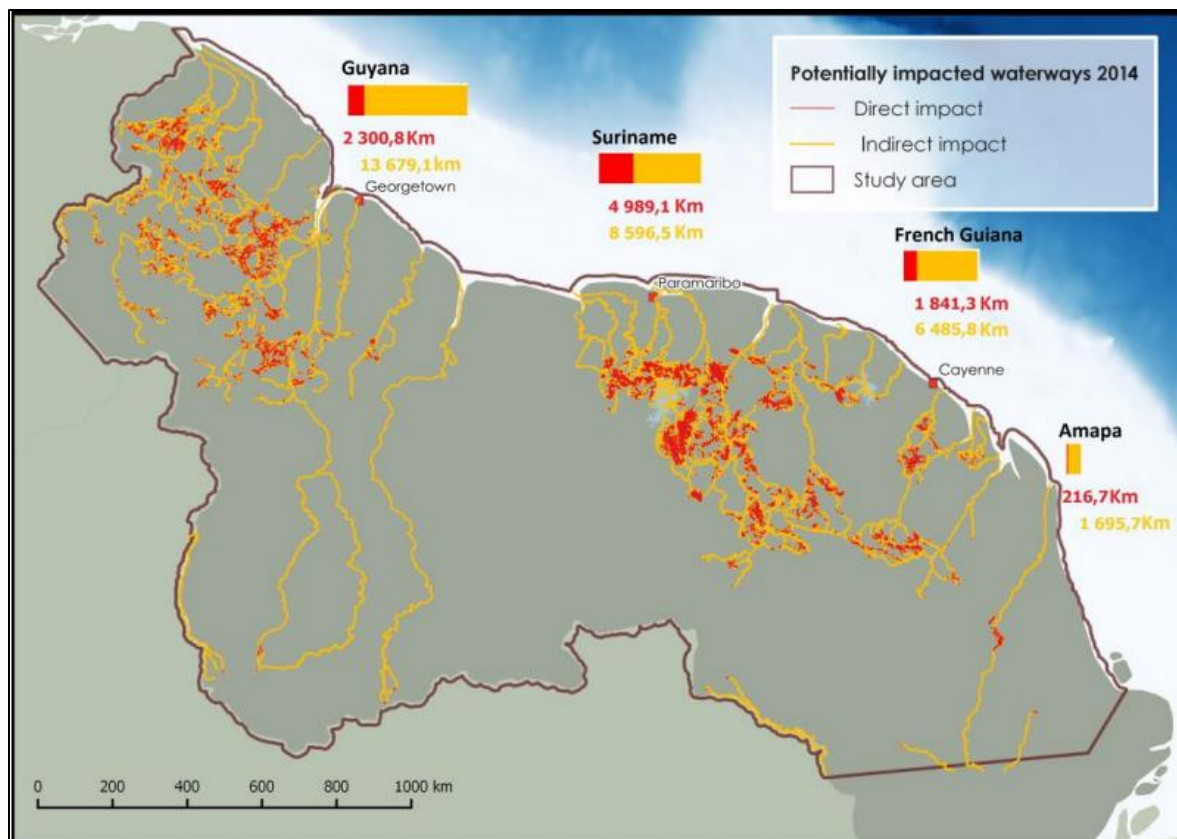 Potentially impacted waterways 2014
Direct impact
Indirect impact
Study area
Guyana
2 300,8Km
13 679,1km
Georgetown
Suriname
4 989,1 Km
8 596,5 Km
Paramaribo
French Guiana
1 841,3 Km
6 485,8 Km
Cayenne
Amapa
216,7Km
1 695,7Km
0 200 400 600 800 1000 km